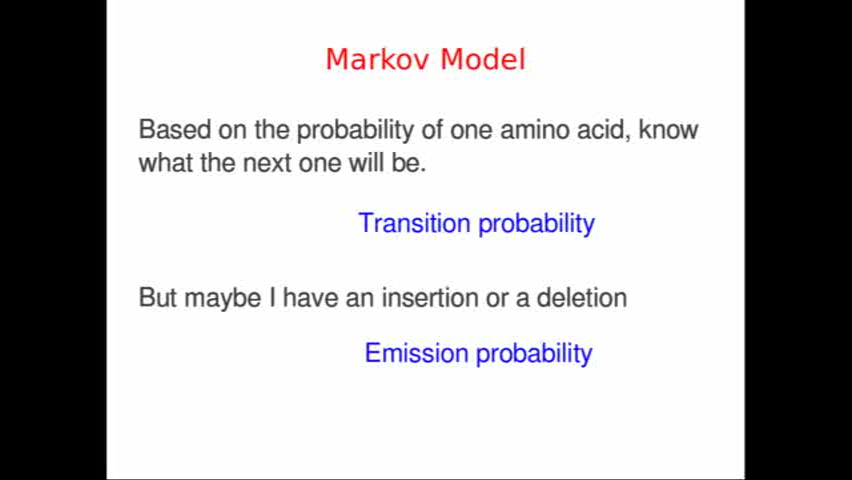 Markov Model
Based on the probability of one amino acid, know
what the next one will be.
Transition probability
But maybe I have an insertion or a deletion
Emission probability